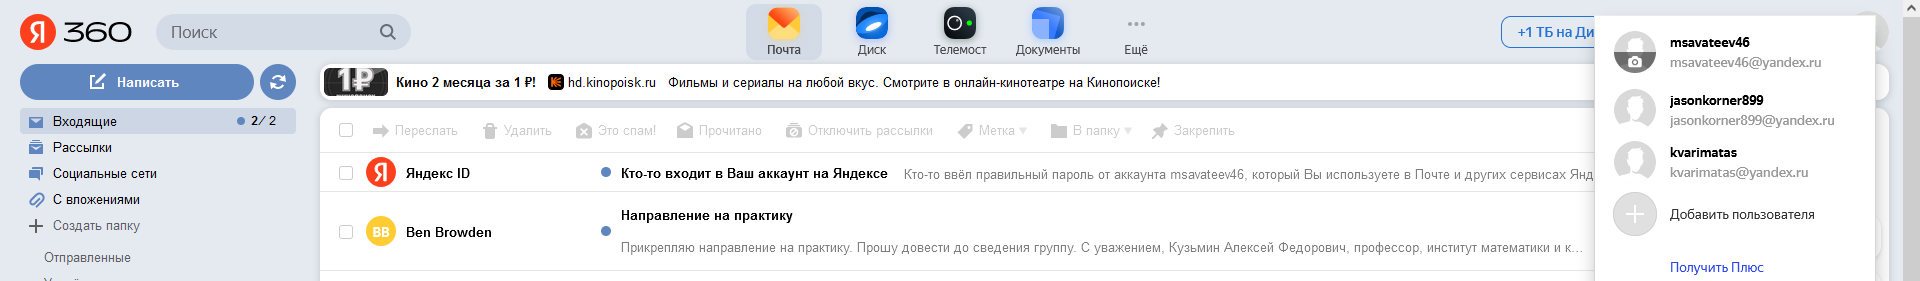 Я 360
Поиск
Почта
Диск
Телемост
Документы
Ещё
+1 ТБ на Ди
msavateev46
msavateev46@yandex.ru
jasonkorner899
jasonkorner899@yandex.ru
kvarimatas
kvarimatas@yandex.ru
Добавить пользователя
Получить Плюс
Написать
Входящие 2/ 2
Рассылки
Социальные сети
С вложениями
Создать папку
Отправленные
1₽ Кино 2 месяца за 1 ₽! hd.kinopoisk.ru Фильмы и сериалы на любой вкус. Смотрите в онлайн-кинотеатре на Кинопоиске!
Переслать Удалить Это спам! Прочитано Отключить рассылки Метка В папку Закрепить
Я Яндекс ID Кто-то входит в Ваш аккаунт на Яндексе Кто-то ввёл правильный пароль от аккаунта msavateev46, который Вы используете в Почте и других сервисах Янд
Направление на практику
BB Ben Browden
Прикрепляю направление на практику. Прошу довести до сведения группу. С уважением, Кузьмин Алексей Федорович, профессор, институт математики и к...